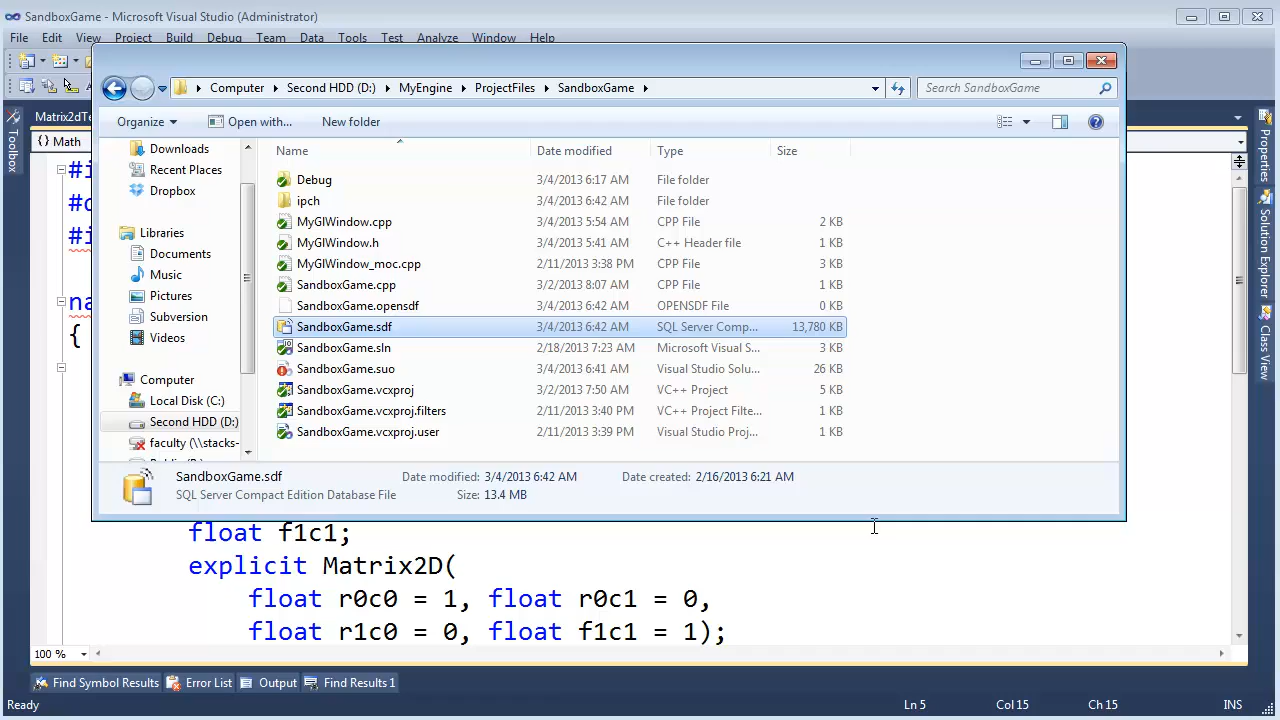 SandboxGame - Microsoft Visual Studio (Administrator)
File Edit View Project Build Debug Team Data Tools Test Analyze Window Help
Computer Second HDD (D:) MyEngine ProjectFiles SandboxGame Search SandboxGame
Organize Open with... New folder
Matrix2dTe
{} Math
Toolbox
Properties
Solution Explorer
Class View
Name Date modified Type Size
Downloads
Recent Places
Dropbox
Libraries
Documents
Music
Pictures
Subversion
Videos
Computer
Local Disk (C:)
Second HDD (D:)
faculty (\\stacks-
Debug 3/4/2013 6:17 AM File folder
ipch 3/4/2013 6:42 AM File folder
MyGlWindow.cpp 3/4/2013 5:54 AM CPP File 2 KB
MyGlWindow.h 3/4/2013 5:41 AM C++ Header file 1 KB
MyGlWindow_moc.cpp 2/11/2013 3:38 PM CPP File 3 KB
SandboxGame.cpp 3/2/2013 8:07 AM CPP File 1 KB
SandboxGame.opensdf 3/4/2013 6:42 AM OPENSDF File 0 KB
SandboxGame.sdf 3/4/2013 6:42 AM SQL Server Comp... 13,780 KB
SandboxGame.sln 2/18/2013 7:23 AM Microsoft Visual S... 3 KB
SandboxGame.suo 3/4/2013 6:41 AM Visual Studio Solu... 26 KB
SandboxGame.vcxproj 3/2/2013 7:50 AM VC++ Project 5 KB
SandboxGame.vcxproj.filters 2/11/2013 3:40 PM VC++ Project Filte... 1 KB
SandboxGame.vcxproj.user 2/11/2013 3:39 PM Visual Studio Proj... 1 KB
SandboxGame.sdf Date modified: 3/4/2013 6:42 AM Date created: 2/16/2013 6:21 AM
SQL Server Compact Edition Database File Size: 13.4 MB
#i
#d
#i
na
{
float f1c1;
explicit Matrix2D(
float r0c0 = 1, float r0c1 = 0,
float r1c0 = 0, float f1c1 = 1);
100 %
Find Symbol Results Error List Output Find Results 1
Ready Ln 5 Col 15 Ch 15 INS